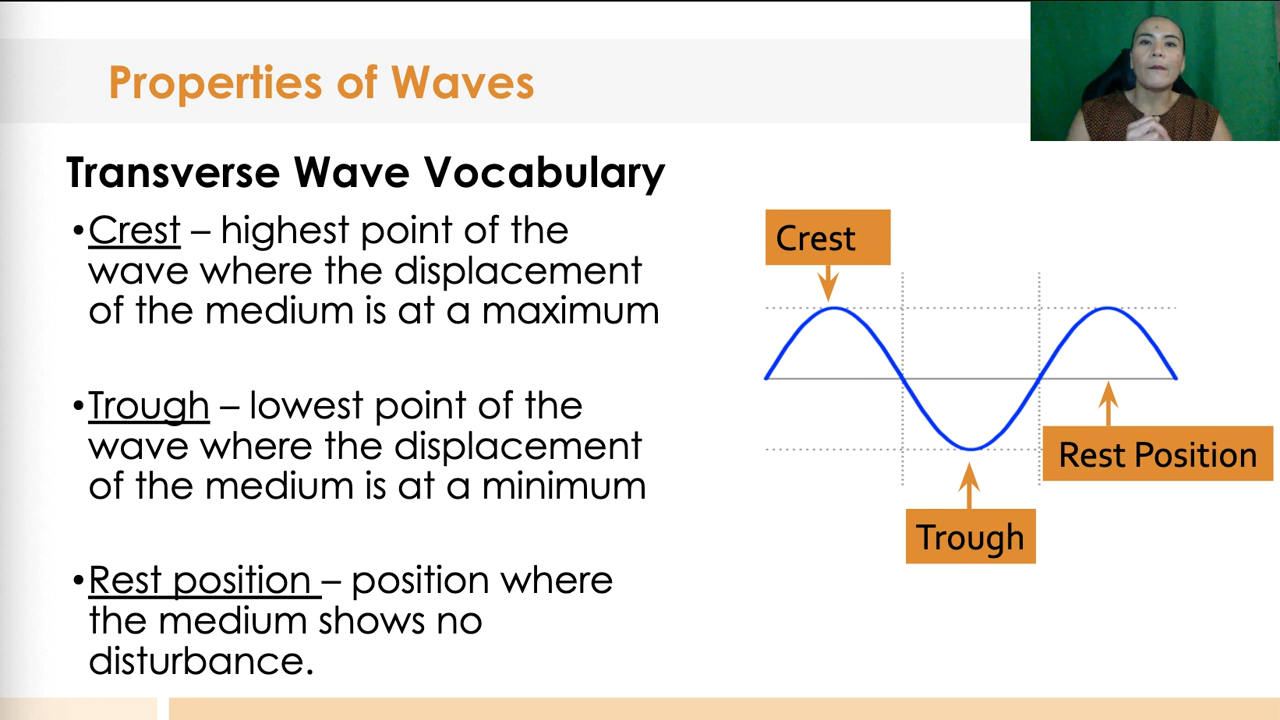 Properties of Waves
Transverse Wave Vocabulary
•Crest – highest point of the
wave where the displacement
of the medium is at a maximum
•Trough – lowest point of the
wave where the displacement
of the medium is at a minimum
•Rest position – position where
the medium shows no
disturbance.
Crest
Rest Position
Trough